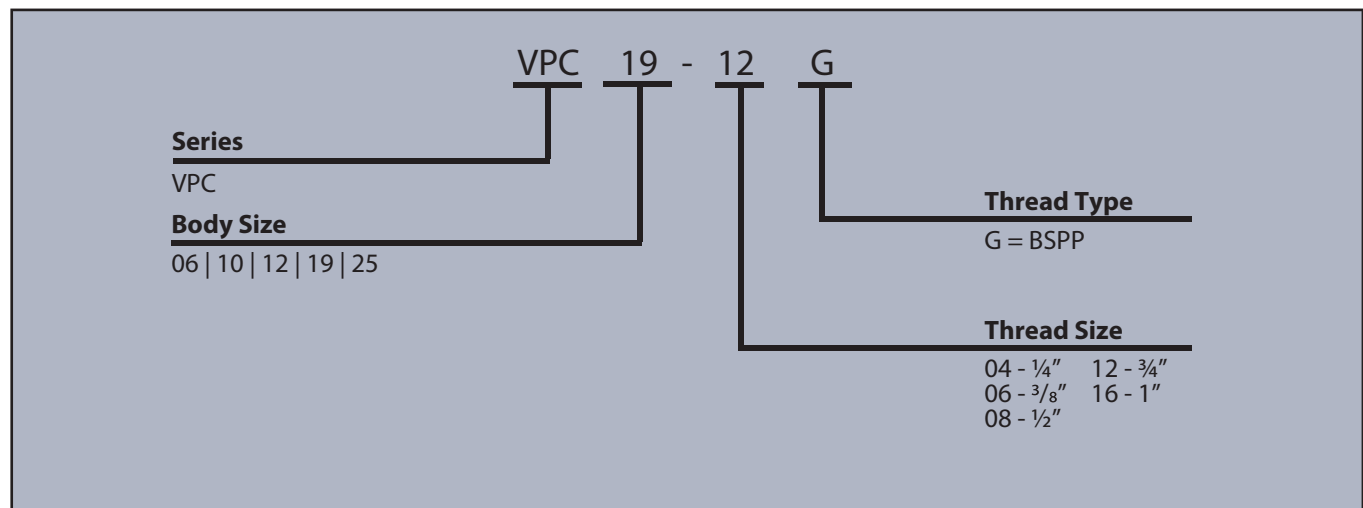 VPC 19 - 12 G
Series
VPC
Body Size
06 | 10 | 12 | 19 | 25
Thread Type
G = BSPP
Thread Size
04 - ¼” 12 - ¾”
06 - ³/₈” 16 - 1”
08 - ½”